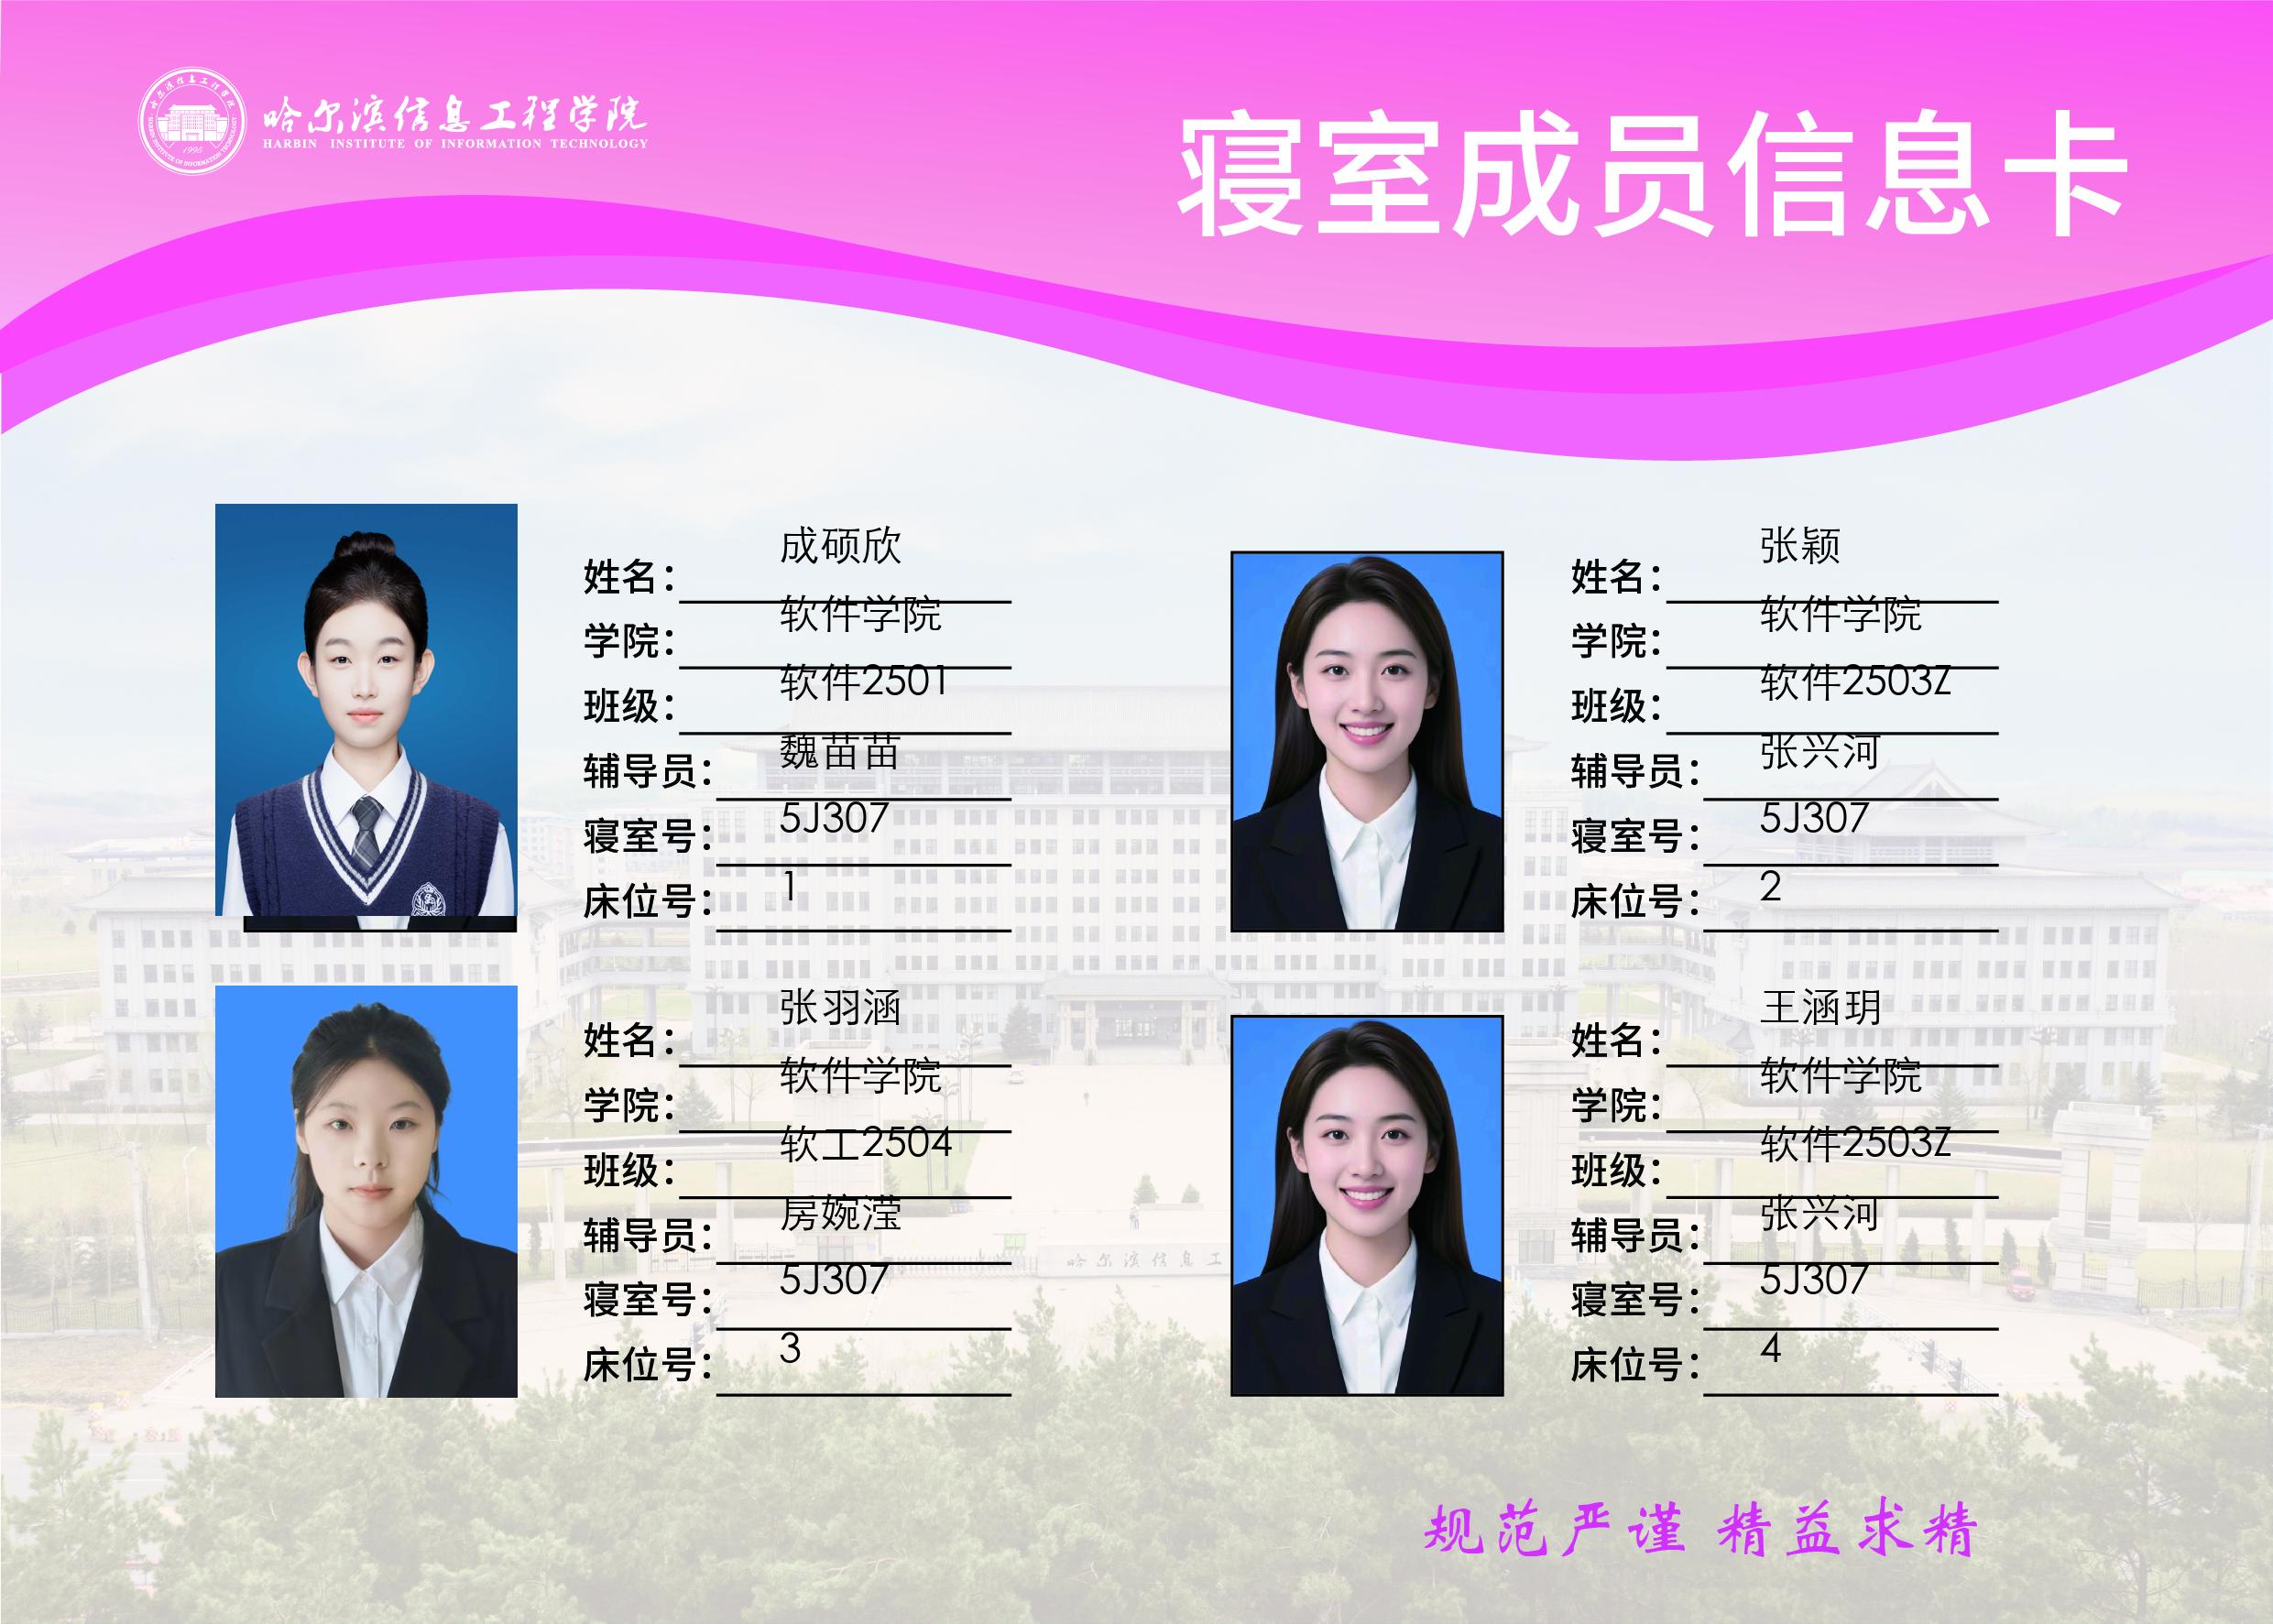 哈尔滨信息工程学院
HARBIN INSTITUTE OF INFORMATION TECHNOLOGY
1995
寝室成员信息卡
姓名：成硕欣
学院：软件学院
班级：软件2501
辅导员：魏苗苗
寝室号：5J307
床位号：1
姓名：张颖
学院：软件学院
班级：软件2503Z
辅导员：张兴河
寝室号：5J307
床位号：2
姓名：张羽涵
学院：软件学院
班级：软工2504
辅导员：房婉滢
寝室号：5J307
床位号：3
姓名：王涵玥
学院：软件学院
班级：软件2503Z
辅导员：张兴河
寝室号：5J307
床位号：4
哈尔滨信息工
规范严谨 精益求精